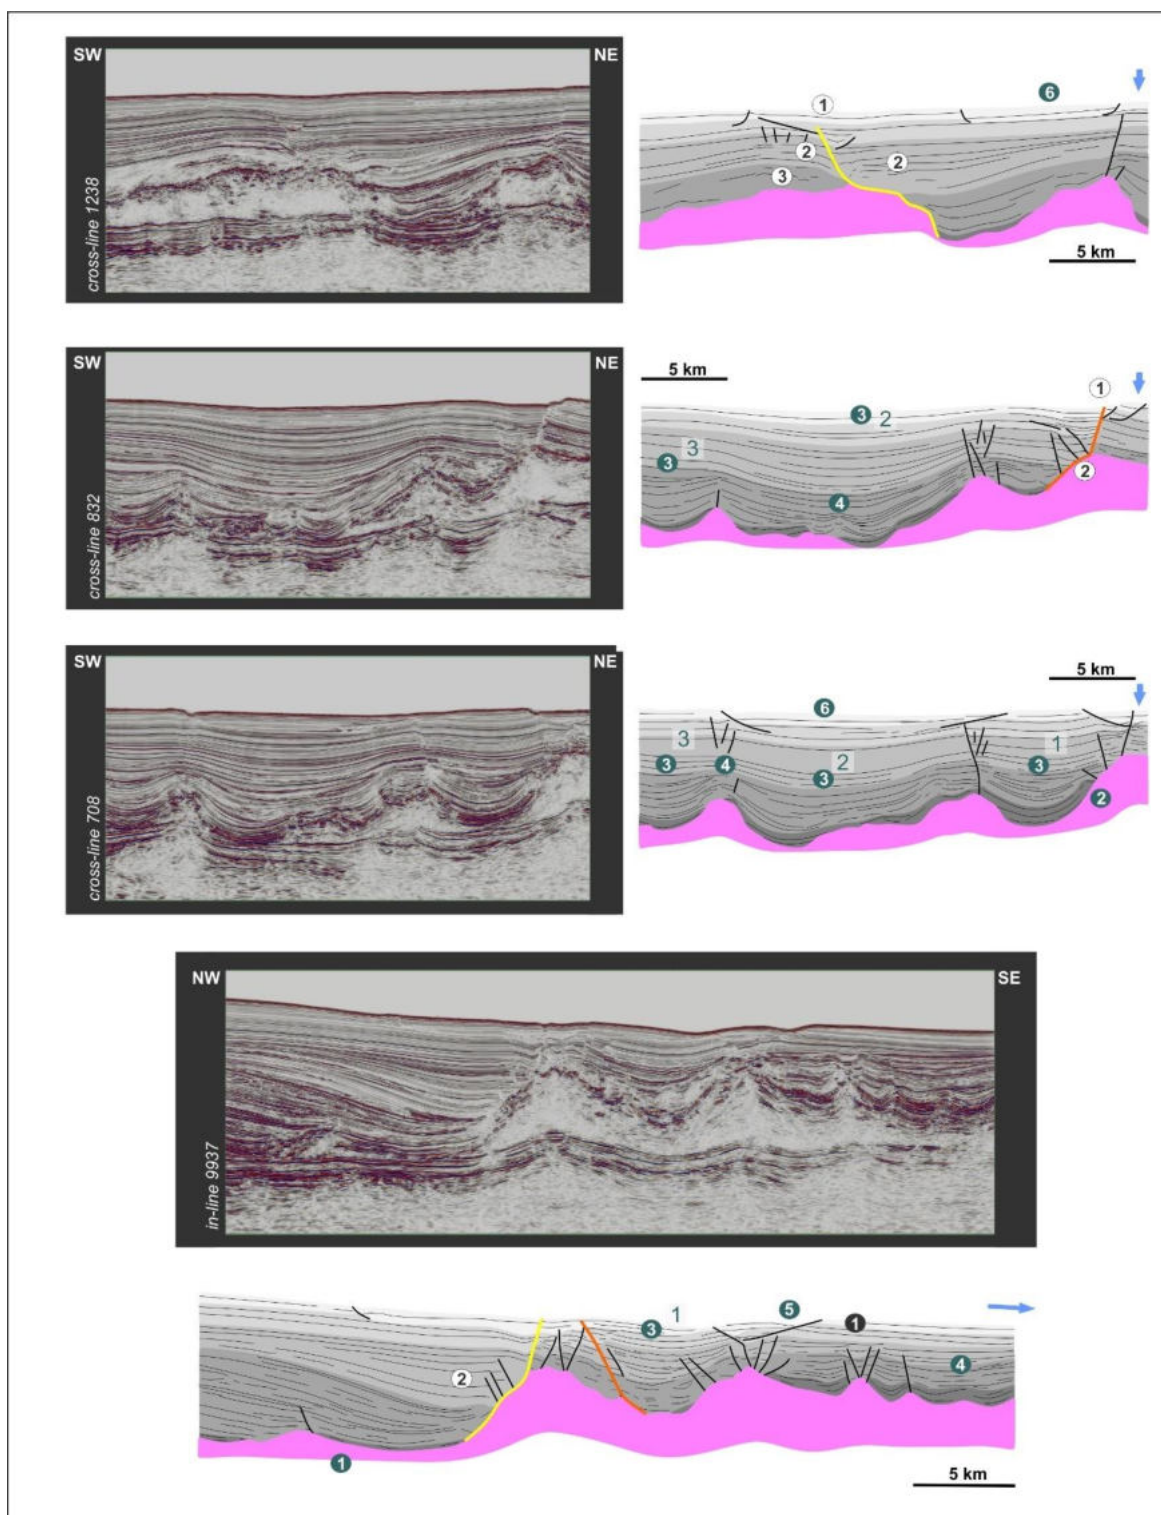 SW NE
cross-line 1238
1 6
2 2
3
5 km
SW NE
cross-line 832
5 km
1
3 2
3 3
2
4
SW NE
cross-line 708
5 km
6
3 1
3 4 2 3
3
2
NW SE
in-line 9937
1 5
3 1
2 4
1
5 km